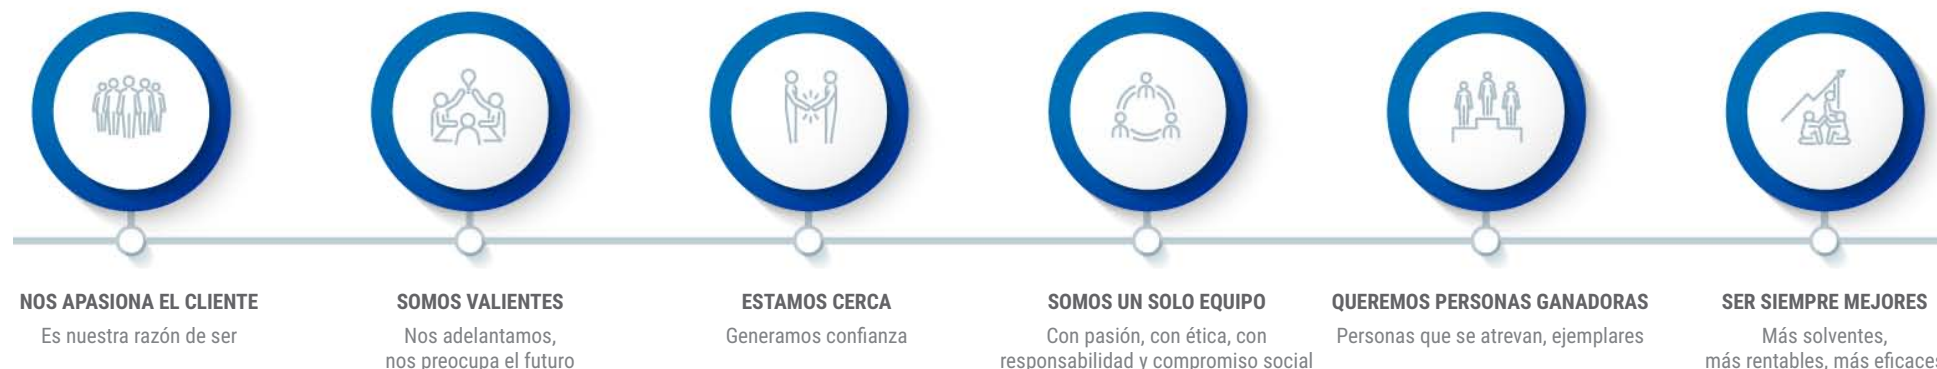 NOS APASIONA EL CLIENTE
Es nuestra razón de ser
SOMOS VALIENTES
Nos adelantamos,
nos preocupa el futuro
ESTAMOS CERCA
Generamos confianza
SOMOS UN SOLO EQUIPO
Con pasión, con ética, con
responsabilidad y compromiso social
QUEREMOS PERSONAS GANADORAS
Personas que se atrevan, ejemplares
SER SIEMPRE MEJORES
Más solventes,
más rentables, más eficaces